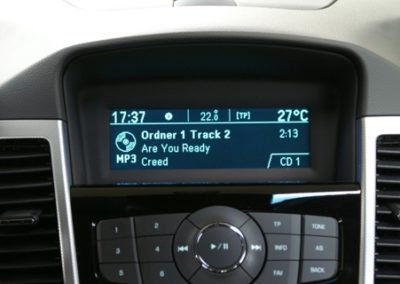 17:37 22.0 [TP] 27°C
Ordner 1 Track 2 2:13
Are You Ready
MP3 Creed CD 1
1 2 3 TP TONE
4 5 6 INFO AS
FAV BACK